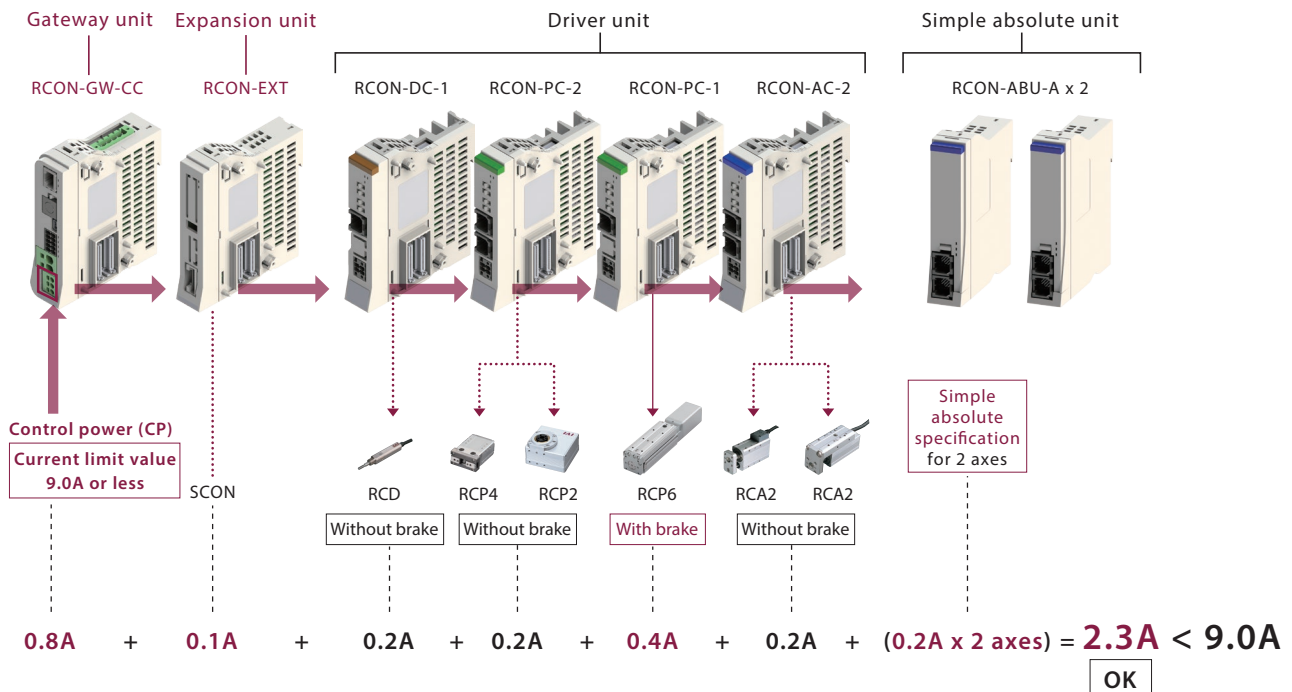 Gateway unit
Expansion unit
Driver unit
Simple absolute unit
RCON-GW-CC
RCON-EXT
RCON-DC-1
RCON-PC-2
RCON-PC-1
RCON-AC-2
RCON-ABU-A x 2
Control power (CP)
Current limit value
9.0A or less
SCON
RCD
RCP4
RCP2
RCP6
RCA2
RCA2
Simple
absolute
specification
for 2 axes
Without brake
Without brake
With brake
Without brake
0.8A + 0.1A + 0.2A + 0.2A + 0.4A + 0.2A + (0.2A x 2 axes) = 2.3A < 9.0A
OK